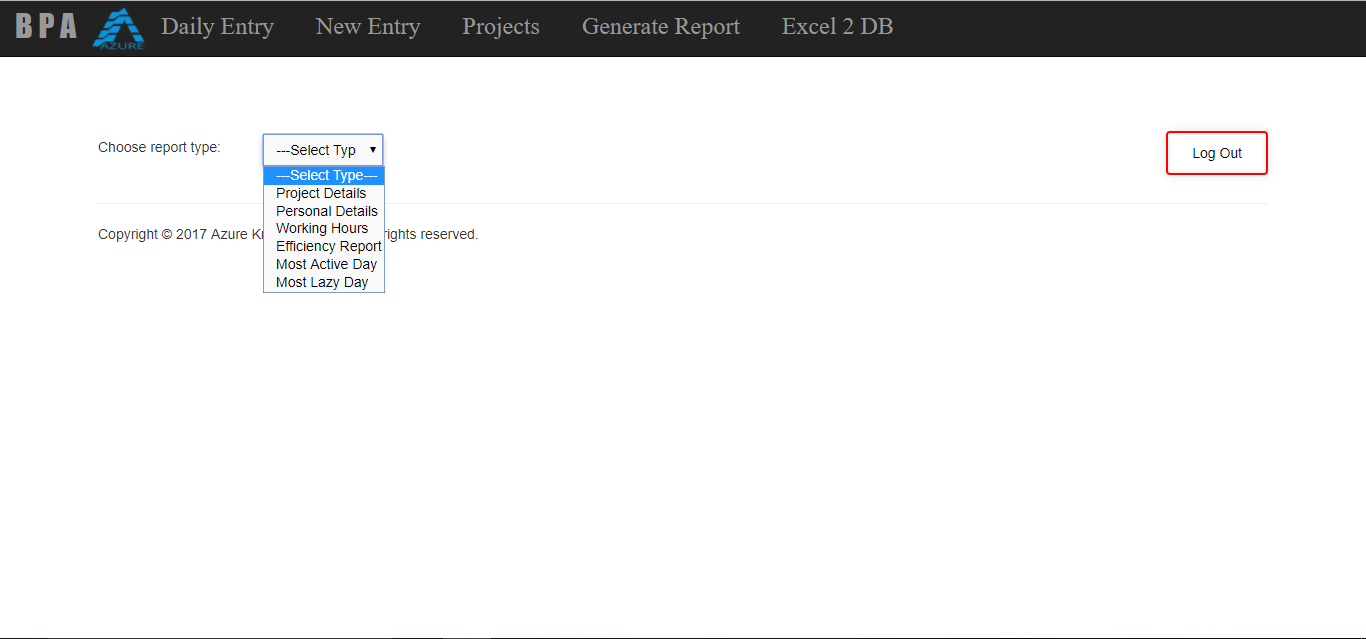 BPA AZURE Daily Entry New Entry Projects Generate Report Excel 2 DB
Choose report type: ---Select Typ Log Out
---Select Type---
Project Details
Personal Details
Working Hours
Copyright © 2017 Azure rights reserved.
Efficiency Report
Most Active Day
Most Lazy Day